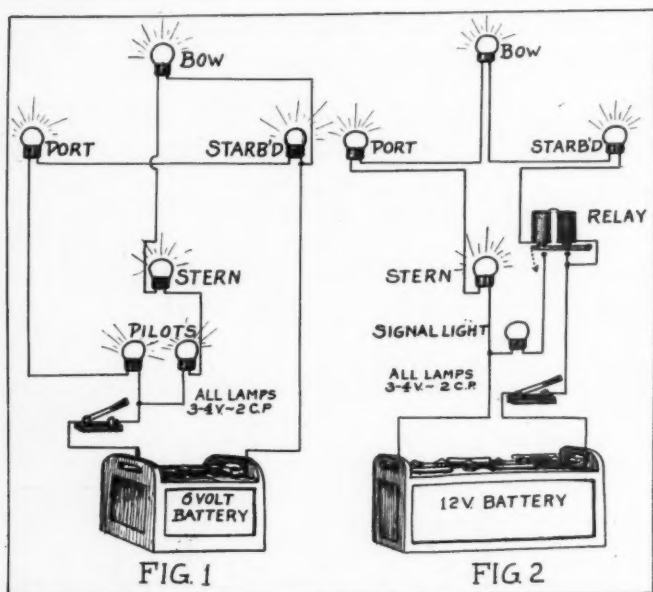 BOW
PORT
STARB'D
STERN
PILOTS
ALL LAMPS
3-4V.~2 C.P.
6 VOLT
BATTERY
FIG. 1
BOW
PORT
STARB'D
RELAY
STERN
SIGNAL LIGHT
ALL LAMPS
3-4V.~2 C.P.
12V. BATTERY
FIG 2